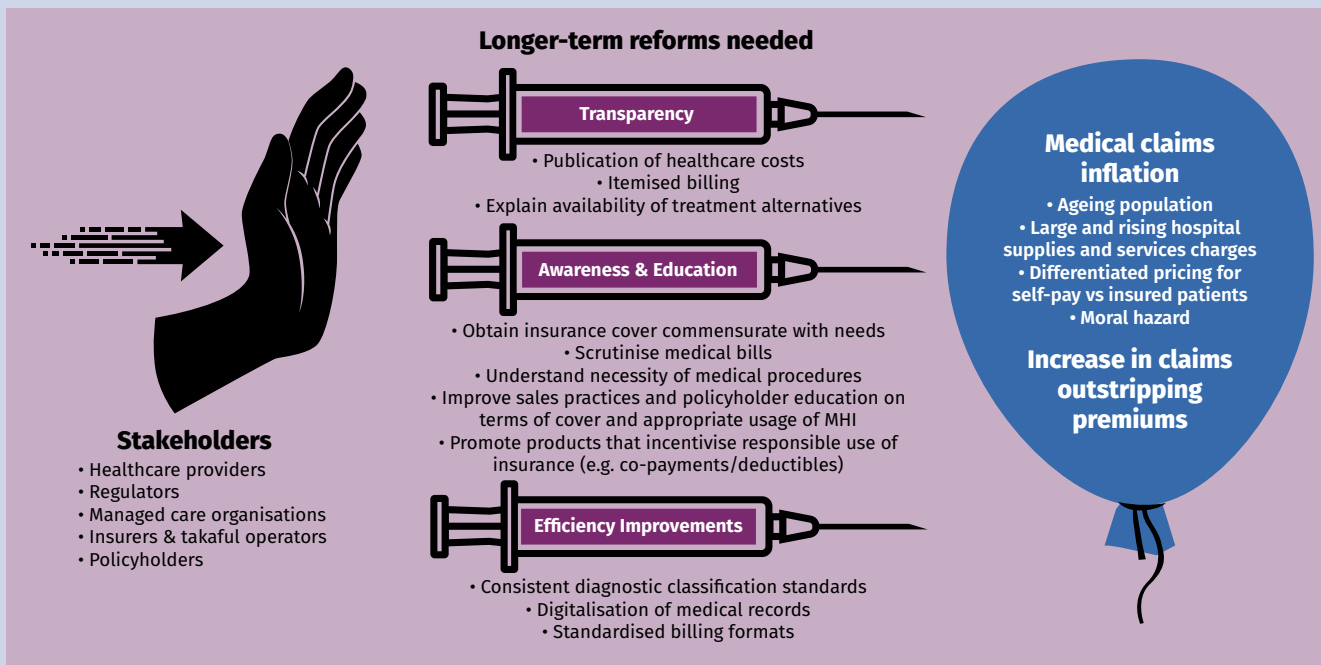 Longer-term reforms needed
Transparency
• Publication of healthcare costs
• Itemised billing
• Explain availability of treatment alternatives
Awareness & Education
• Obtain insurance cover commensurate with needs
• Scrutinise medical bills
• Understand necessity of medical procedures
• Improve sales practices and policyholder education on
terms of cover and appropriate usage of MHI
• Promote products that incentivise responsible use of
insurance (e.g. co-payments/deductibles)
Efficiency Improvements
• Consistent diagnostic classification standards
• Digitalisation of medical records
• Standardised billing formats
Stakeholders
• Healthcare providers
• Regulators
• Managed care organisations
• Insurers & takaful operators
• Policyholders
Medical claims
inflation
• Ageing population
• Large and rising hospital
supplies and services charges
• Differentiated pricing for
self-pay vs insured patients
• Moral hazard
Increase in claims
outstripping
premiums